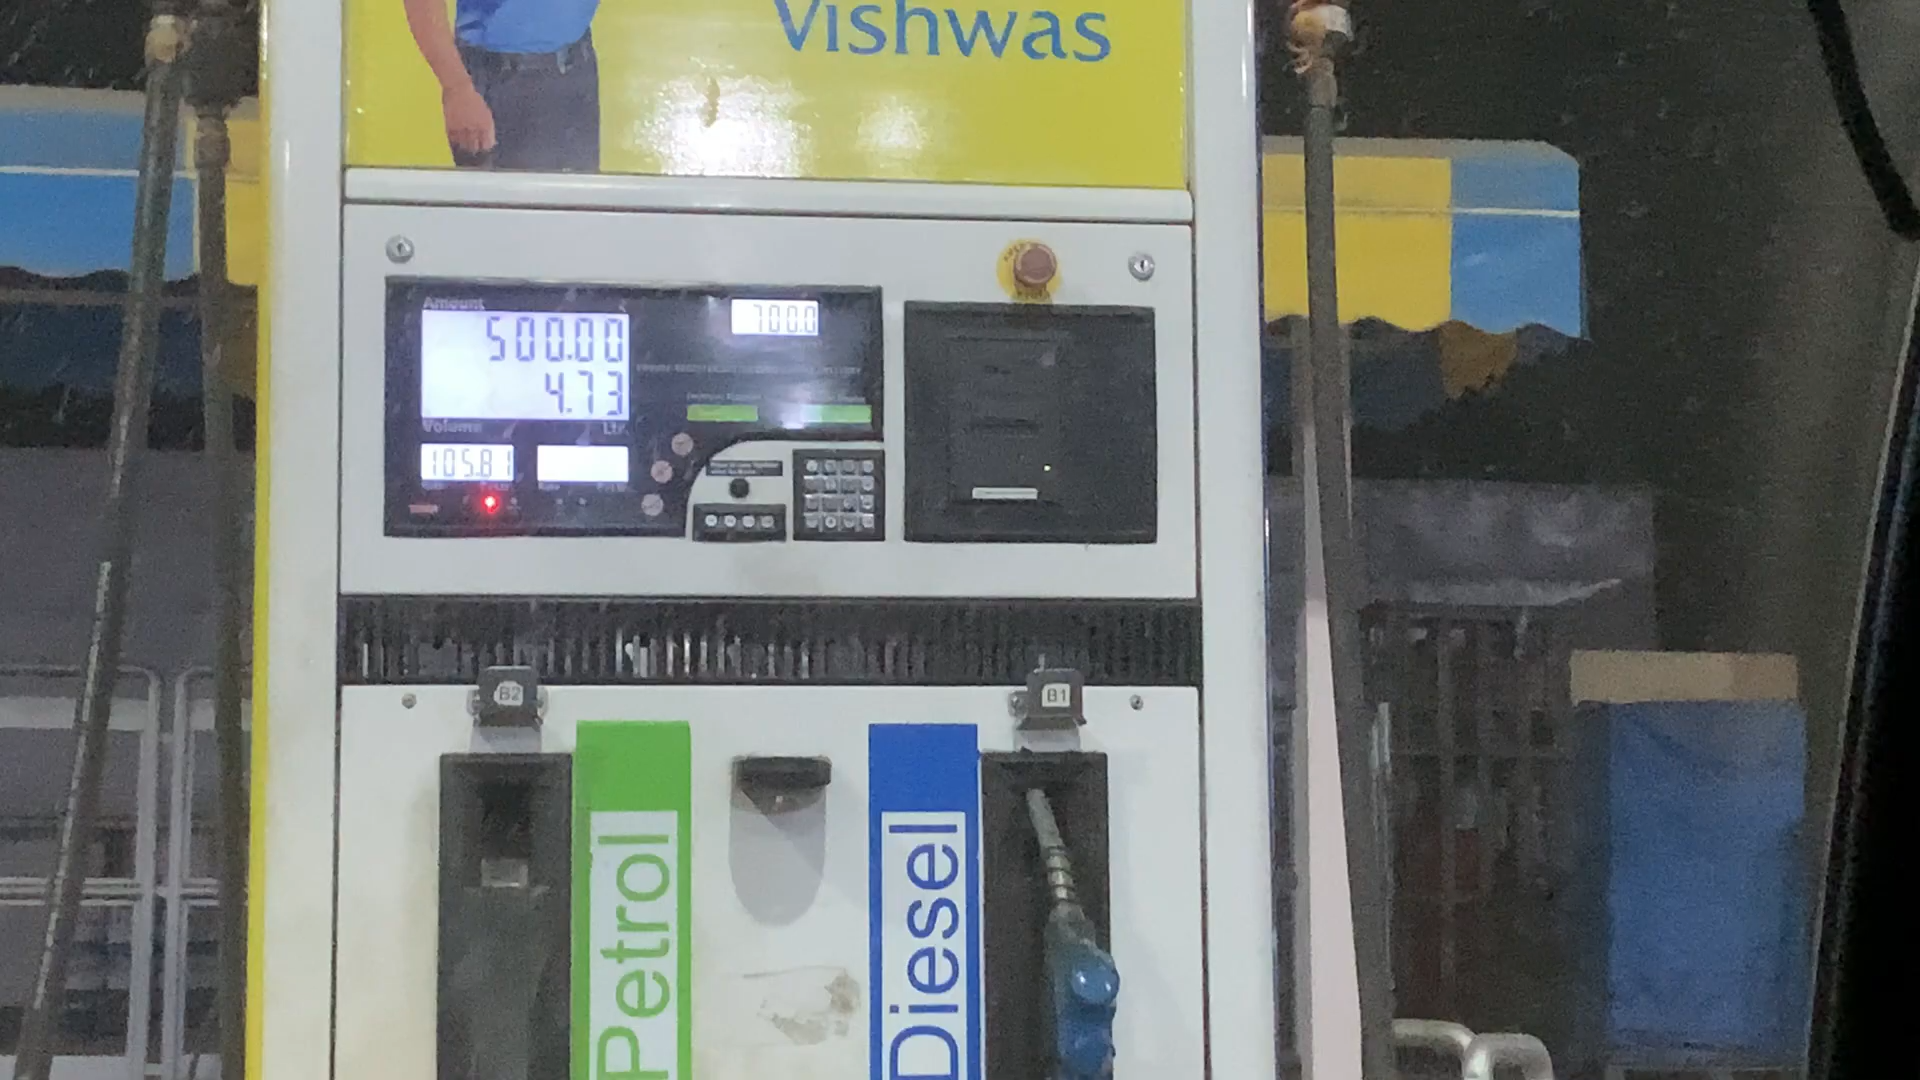 Vishwas
Amount
500.00
700.0
4.73
Volume Ltr.
105.81
B2
B1
Petrol
Diesel